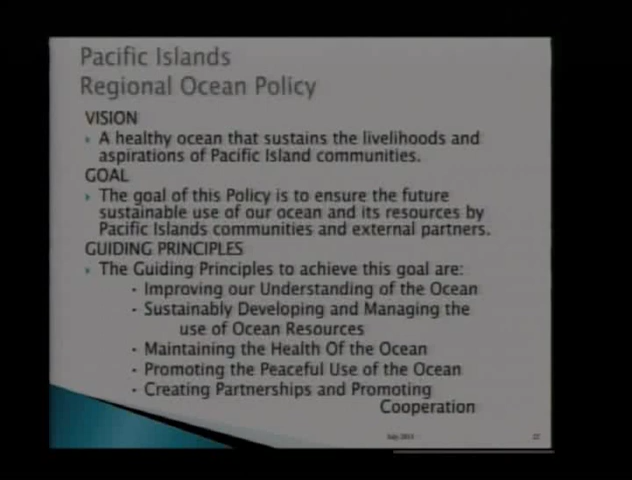 Pacific Islands
Regional Ocean Policy
VISION
A healthy ocean that sustains the livelihoods and
aspirations of Pacific Island communities.
GOAL
The goal of this Policy is to ensure the future
sustainable use of our ocean and its resources by
Pacific Islands communities and external partners.
GUIDING PRINCIPLES
The Guiding Principles to achieve this goal are:
- Improving our Understanding of the Ocean
- Sustainably Developing and Managing the
use of Ocean Resources
- Maintaining the Health Of the Ocean
- Promoting the Peaceful Use of the Ocean
- Creating Partnerships and Promoting
Cooperation